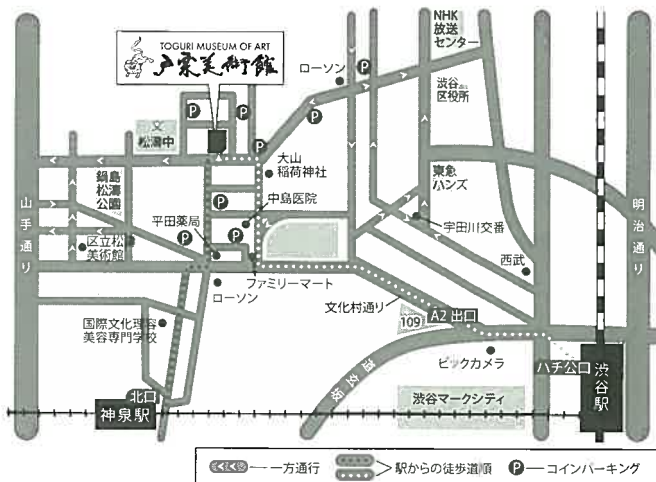 TOGURI MUSEUM OF ART
戸栗美術館
NHK
放送
センター
ローソン
渋谷
区役所
文
松濤中
大山
稲荷神社
東急
ハンズ
明治通り
鍋島
松濤
公園
中島医院
山手通り
平田薬局
宇田川交番
区立松濤
美術館
西武
ファミリーマート
ローソン
文化村通り
A2 出口
109
国際文化理容
美容専門学校
ビックカメラ
ハチ公口
渋谷駅
道玄坂
北口
神泉駅
渋谷マークシティ
一方通行
駅からの徒歩道順
P
コインパーキング